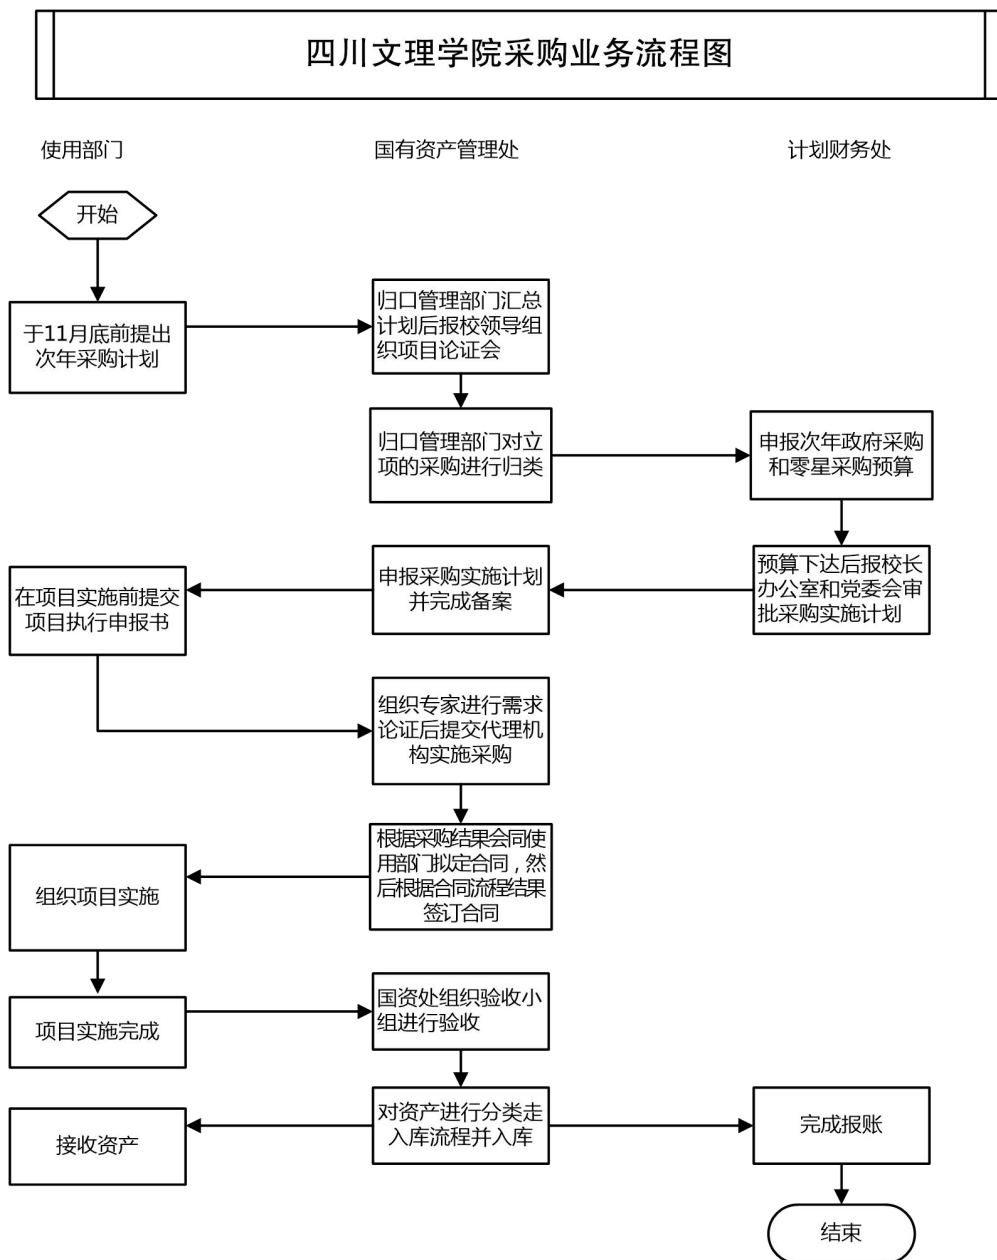 四川文理学院采购业务流程图
使用部门
国有资产管理处
计划财务处
开始
于11月底前提出
次年采购计划
归口管理部门汇总
计划后报校领导组
织项目论证会
归口管理部门对立
项的采购进行归类
申报次年政府采购
和零星采购预算
预算下达后报校长
办公室和党委会审
批采购实施计划
申报采购实施计划
并完成备案
在项目实施前提交
项目执行申报书
组织专家进行需求
论证后提交代理机
构实施采购
根据采购结果会同使
用部门拟定合同，然
后根据合同流程结果
签订合同
组织项目实施
项目实施完成
国资处组织验收小
组进行验收
对资产进行分类走
入库流程并入库
接收资产
完成报账
结束